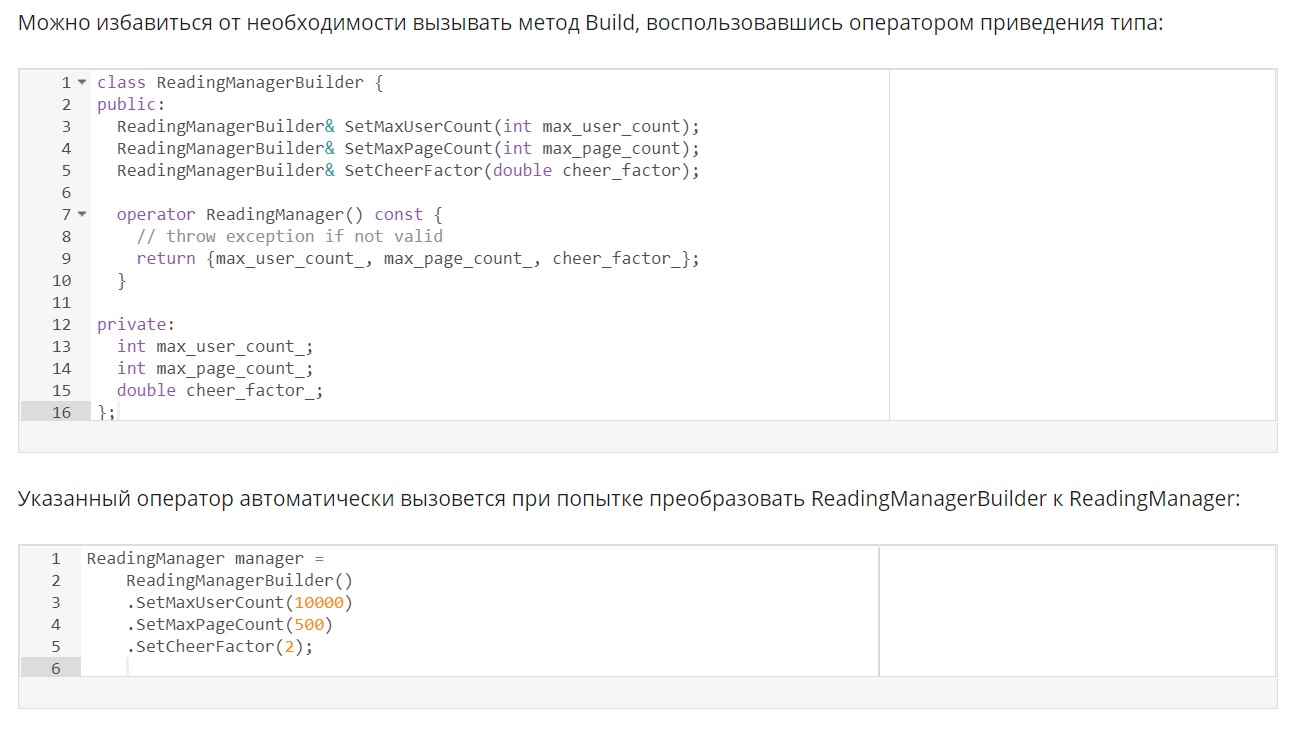 Можно избавиться от необходимости вызывать метод Build, воспользовавшись оператором приведения типа:
1 class ReadingManagerBuilder {
2 public:
3   ReadingManagerBuilder& SetMaxUserCount(int max_user_count);
4   ReadingManagerBuilder& SetMaxPageCount(int max_page_count);
5   ReadingManagerBuilder& SetCheerFactor(double cheer_factor);
6
7   operator ReadingManager() const {
8     // throw exception if not valid
9     return {max_user_count_, max_page_count_, cheer_factor_};
10   }
11
12 private:
13   int max_user_count_;
14   int max_page_count_;
15   double cheer_factor_;
16 };
Указанный оператор автоматически вызовется при попытке преобразовать ReadingManagerBuilder к ReadingManager:
1 ReadingManager manager =
2     ReadingManagerBuilder()
3     .SetMaxUserCount(10000)
4     .SetMaxPageCount(500)
5     .SetCheerFactor(2);
6